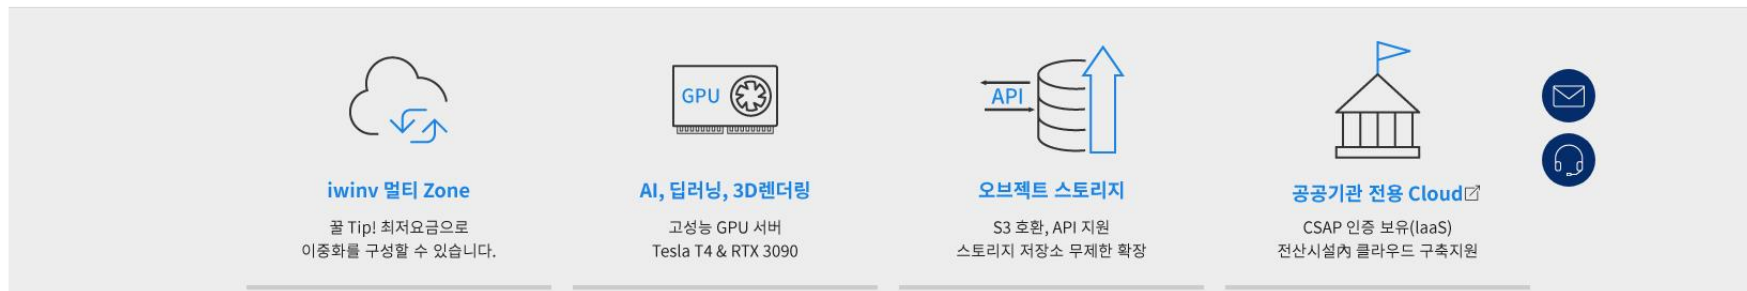 GPU
API
iwinv 멀티 Zone
꿀 Tip! 최저요금으로
이중화를 구성할 수 있습니다.
AI, 딥러닝, 3D렌더링
고성능 GPU 서버
Tesla T4 & RTX 3090
오브젝트 스토리지
S3 호환, API 지원
스토리지 저장소 무제한 확장
공공기관 전용 Cloud
CSAP 인증 보유(IaaS)
전산시설內 클라우드 구축지원